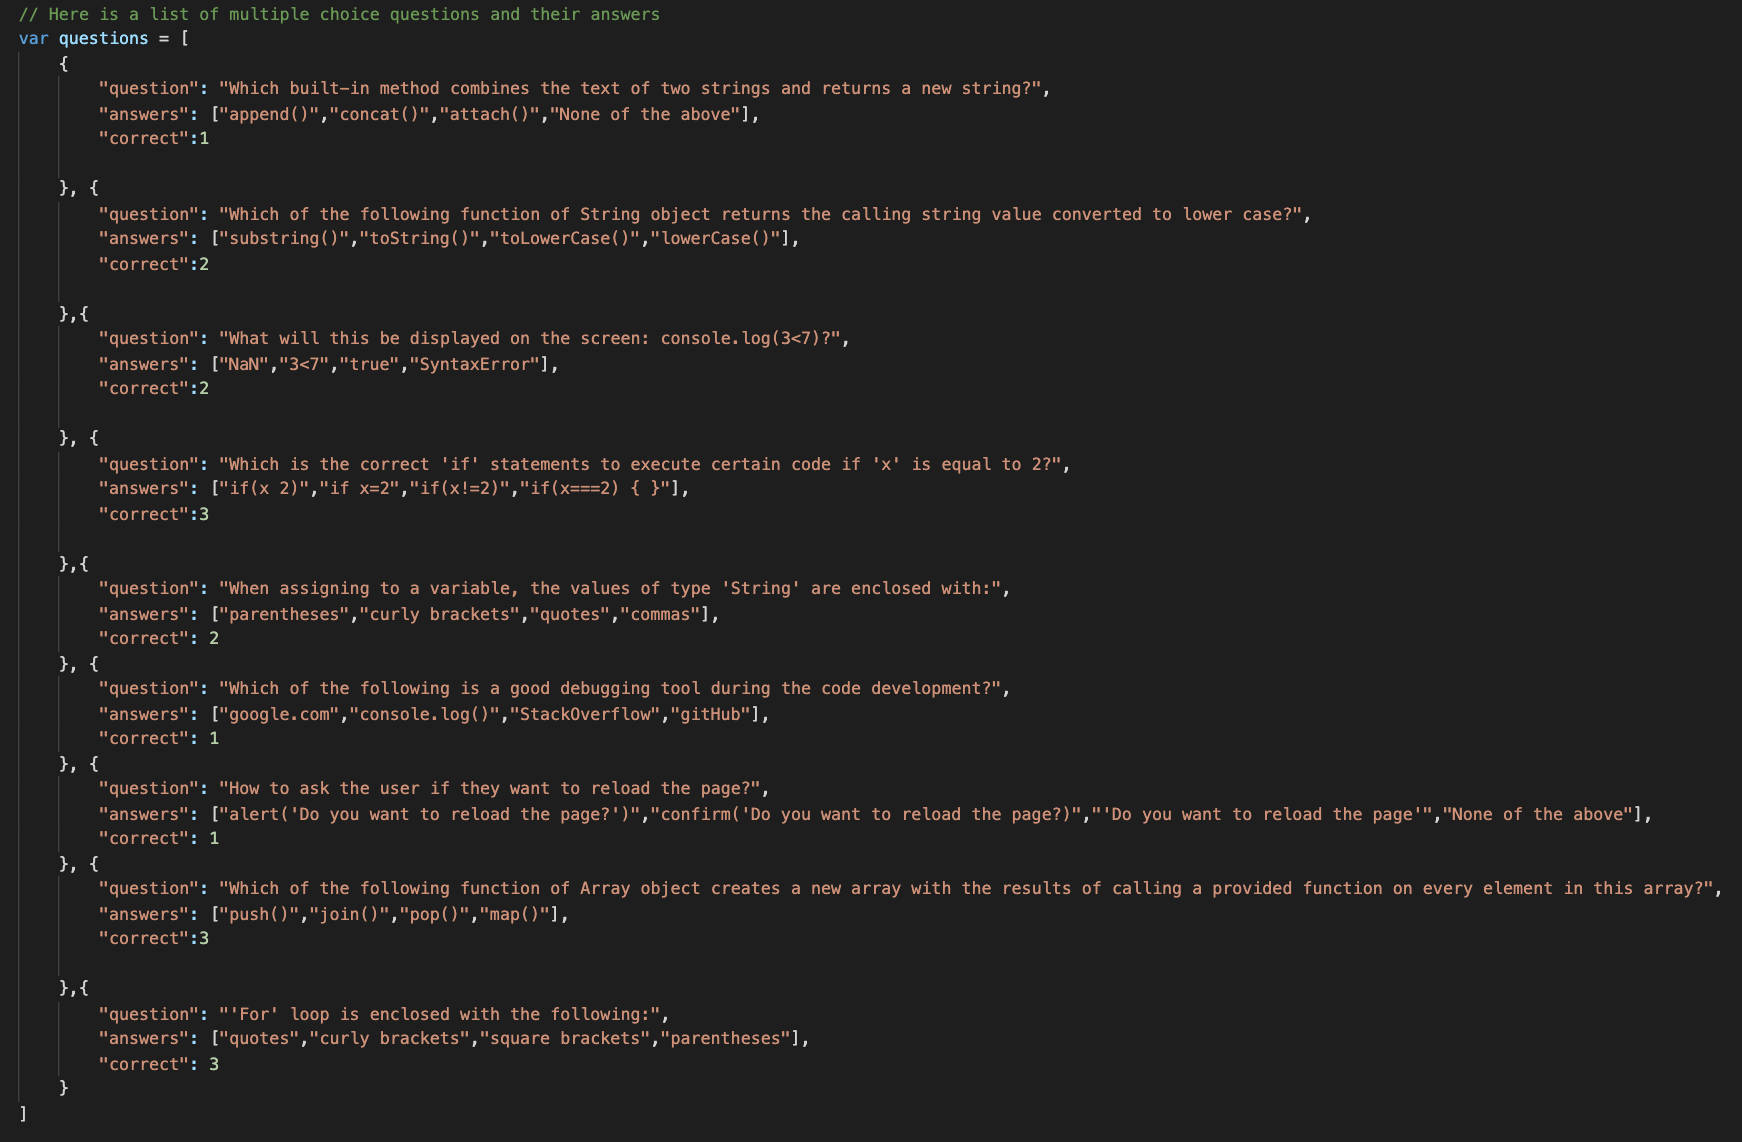 // Here is a list of multiple choice questions and their answers
var questions = [
{
"question": "Which built-in method combines the text of two strings and returns a new string?",
"answers": ["append()","concat()","attach()","None of the above"],
"correct":1
}, {
"question": "Which of the following function of String object returns the calling string value converted to lower case?",
"answers": ["substring()","toString()","toLowerCase()","lowerCase()"],
"correct":2
},{
"question": "What will this be displayed on the screen: console.log(3<7)?",
"answers": ["NaN","3<7","true","SyntaxError"],
"correct":2
}, {
"question": "Which is the correct 'if' statements to execute certain code if 'x' is equal to 2?",
"answers": ["if(x 2)","if x=2","if(x!=2)","if(x===2) { }"],
"correct":3
},{
"question": "When assigning to a variable, the values of type 'String' are enclosed with:",
"answers": ["parentheses","curly brackets","quotes","commas"],
"correct": 2
}, {
"question": "Which of the following is a good debugging tool during the code development?",
"answers": ["google.com","console.log()","StackOverflow","gitHub"],
"correct": 1
}, {
"question": "How to ask the user if they want to reload the page?",
"answers": ["alert('Do you want to reload the page?')","confirm('Do you want to reload the page?)","'Do you want to reload the page'","None of the above"],
"correct": 1
}, {
"question": "Which of the following function of Array object creates a new array with the results of calling a provided function on every element in this array?",
"answers": ["push()","join()","pop()","map()"],
"correct":3
},{
"question": "'For' loop is enclosed with the following:",
"answers": ["quotes","curly brackets","square brackets","parentheses"],
"correct": 3
}
]